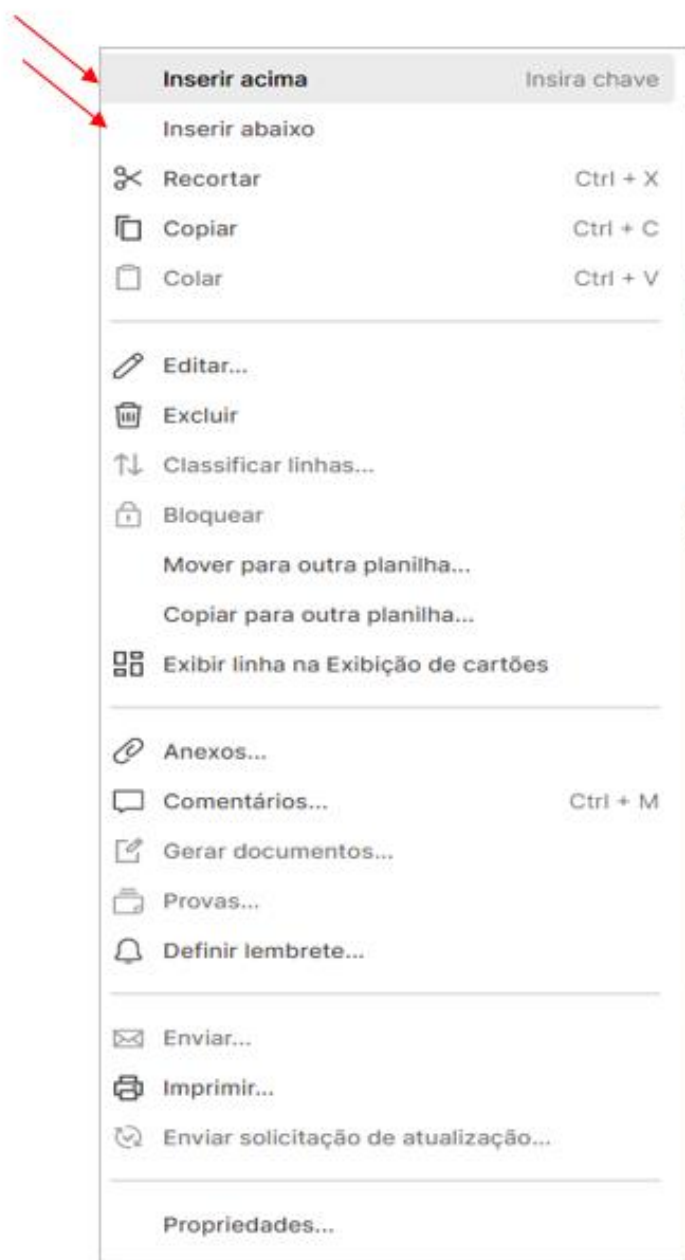 Inserir acima Insira chave
Inserir abaixo
Recortar Ctrl + X
Copiar Ctrl + C
Colar Ctrl + V
Editar...
Excluir
Classificar linhas...
Bloquear
Mover para outra planilha...
Copiar para outra planilha...
Exibir linha na Exibição de cartões
Anexos...
Comentários... Ctrl + M
Gerar documentos...
Provas...
Definir lembrete...
Enviar...
Imprimir...
Enviar solicitação de atualização...
Propriedades...